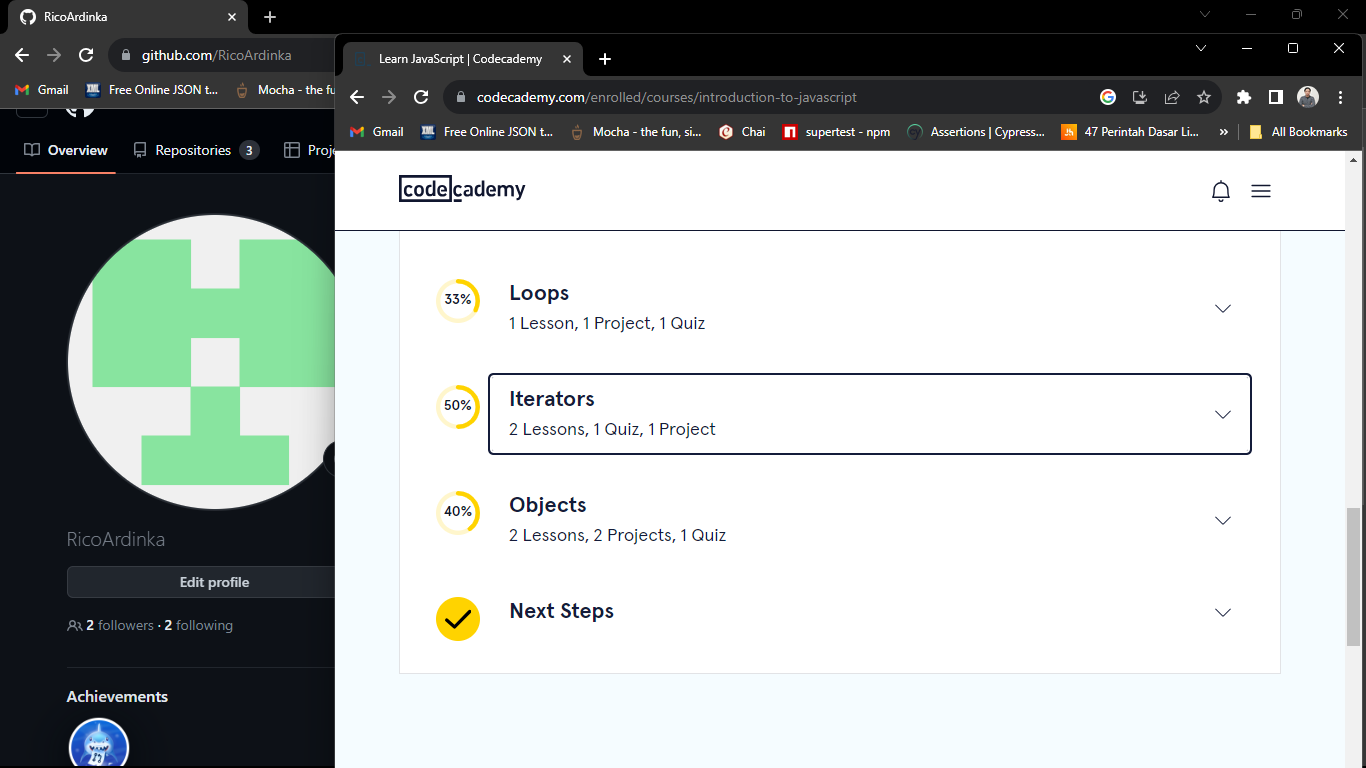 RicoArdinka
github.com/RicoArdinka
Gmail
Free Online JSON t...
Mocha - the fu
Overview
Repositories 3
Proje
RicoArdinka
Edit profile
2 followers · 2 following
Achievements
Learn JavaScript | Codecademy
codecademy.com/enrolled/courses/introduction-to-javascript
Gmail
Free Online JSON t...
Mocha - the fun, si...
Chai
supertest - npm
Assertions | Cypress...
47 Perintah Dasar Li...
»
All Bookmarks
codecademy
33%
Loops
1 Lesson, 1 Project, 1 Quiz
50%
Iterators
2 Lessons, 1 Quiz, 1 Project
40%
Objects
2 Lessons, 2 Projects, 1 Quiz
Next Steps